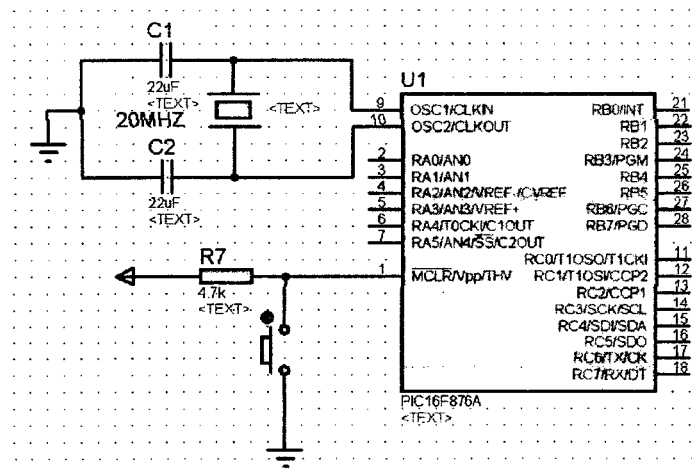 C1
22uF
<TEXT>
20MHZ
<TEXT>
C2
22uF
<TEXT>
R7
4.7k
<TEXT>
U1
9 OSC1/CLKIN
10 OSC2/CLKOUT
2 RA0/AN0
3 RA1/AN1
4 RA2/AN2/VREF-/CVREF
5 RA3/AN3/VREF+
6 RA4/T0CKI/C1OUT
7 RA5/AN4/SS/C2OUT
1 MCLR/Vpp/THV
RB0/INT 21
RB1 22
RB2 23
RB3/PGM 24
RB4 25
RB5 26
RB6/PGC 27
RB7/PGD 28
RC0/T1OSO/T1CKI 11
RC1/T1OSI/CCP2 12
RC2/CCP1 13
RC3/SCK/SCL 14
RC4/SDI/SDA 15
RC5/SDO 16
RC6/TX/CK 17
RC7/RX/DT 18
PIC16F876A
<TEXT>